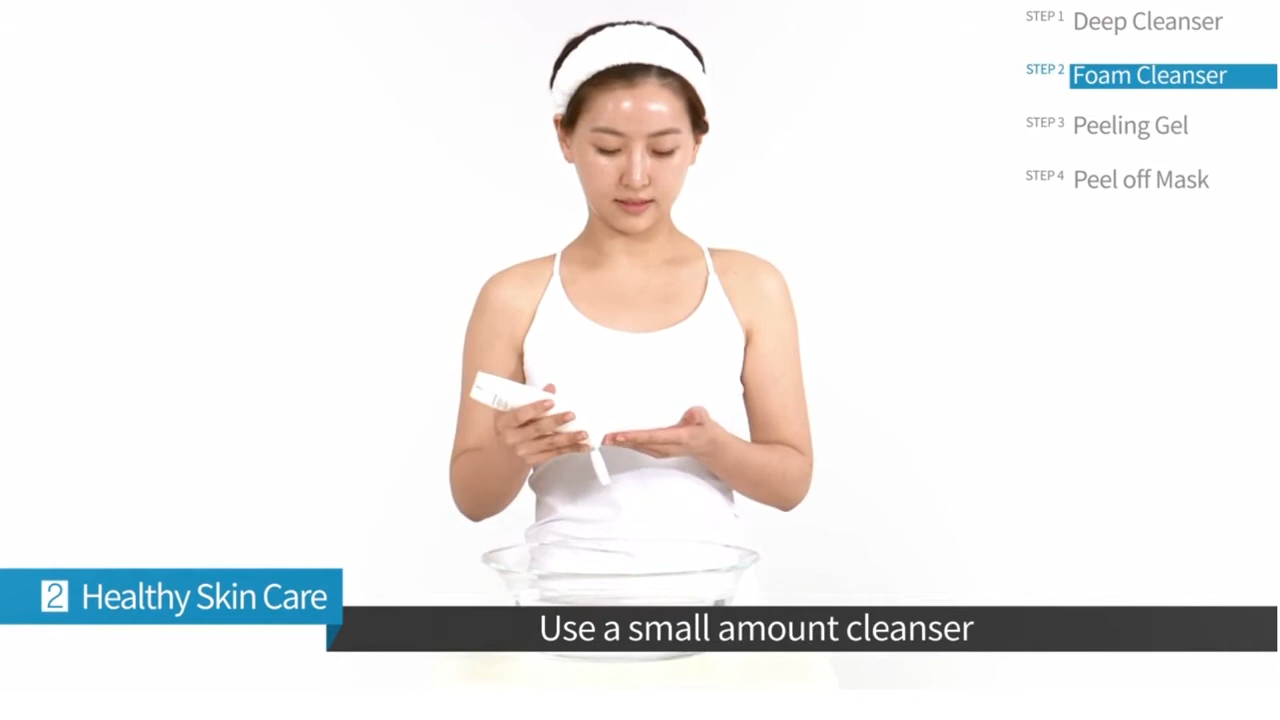 STEP 1 Deep Cleanser
STEP 2 Foam Cleanser
STEP 3 Peeling Gel
STEP 4 Peel off Mask
2 Healthy Skin Care
Use a small amount cleanser